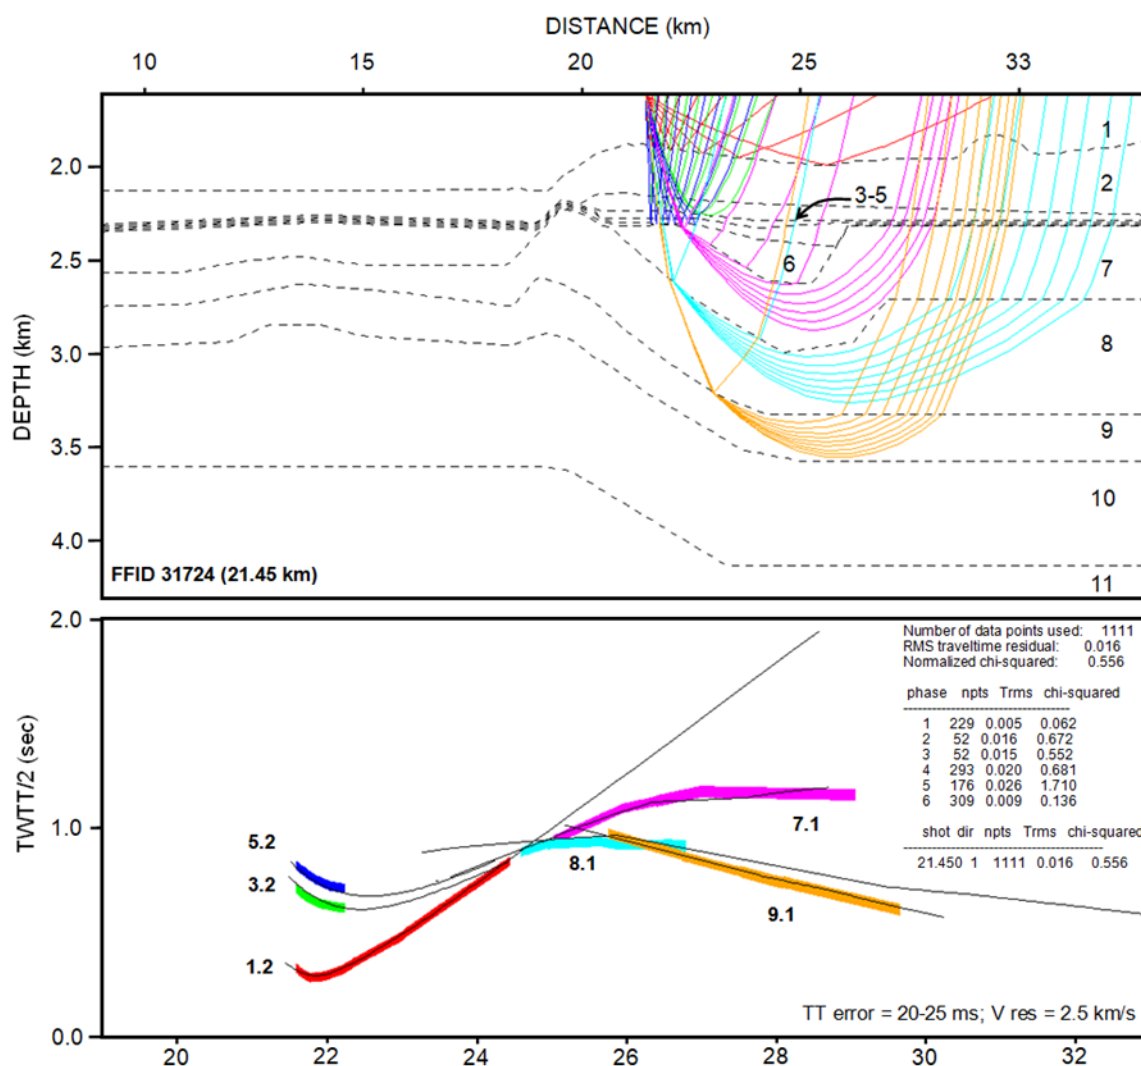 DISTANCE (km)
10 15 20 25 33
DEPTH (km)
2.0
2.5
3.0
3.5
4.0
1
2
3-5
6
7
8
9
10
11
FFID 31724 (21.45 km)
TWTT/2 (sec)
2.0
1.0
0.0
Number of data points used: 1111
RMS traveltime residual: 0.016
Normalized chi-squared: 0.556
phase npts Trms chi-squared
-----------------------------------
1 229 0.005 0.062
2 52 0.016 0.672
3 52 0.015 0.552
4 293 0.020 0.681
5 176 0.026 1.710
6 309 0.009 0.136
shot dir npts Trms chi-squared
-----------------------------------
21.450 1 1111 0.016 0.556
5.2
3.2
1.2
7.1
8.1
9.1
TT error = 20-25 ms; V res = 2.5 km/s
20 22 24 26 28 30 32